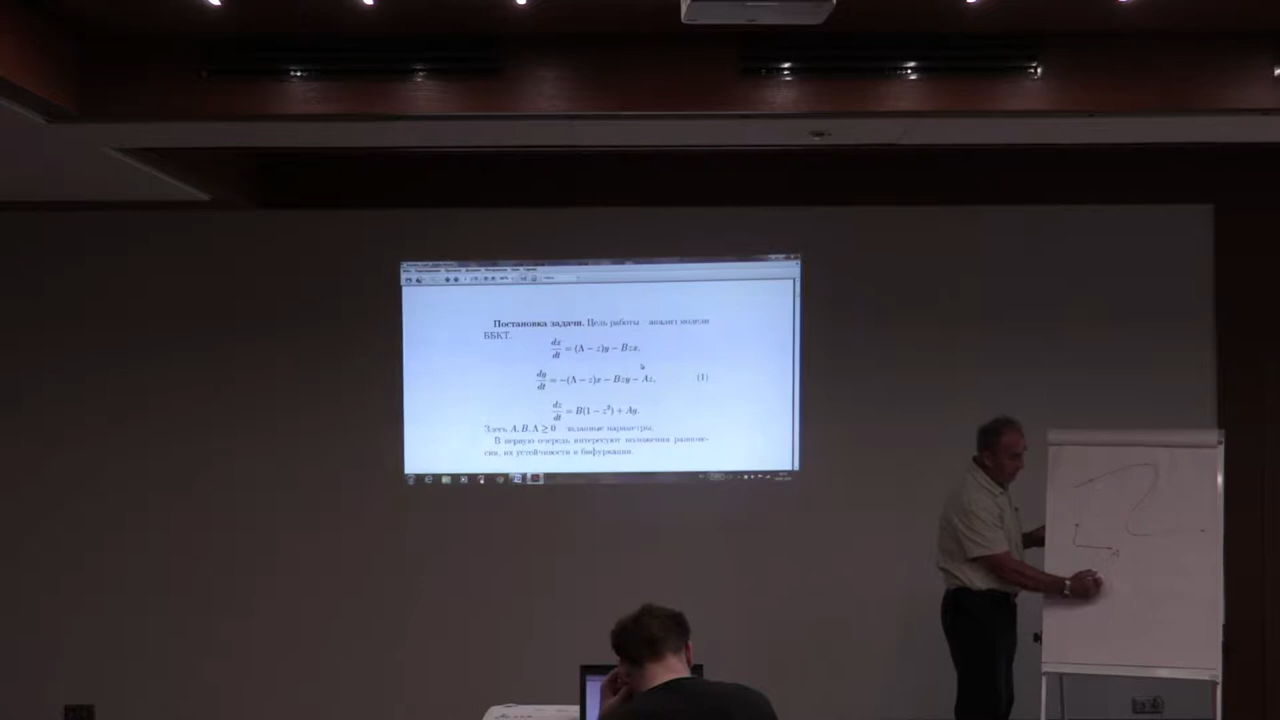 Постановка задачи. Цель работы – анализ модели
ББКТ.
dx/dt = (Λ − z)y − Bzx,
dy/dt = −(Λ − z)x − Bzy − Az, (1)
dz/dt = B(1 − z²) + Ay.
Здесь A, B, Λ ≥ 0 – заданные параметры.
В первую очередь интересуют положения равнове-
сия, их устойчивости и бифуркации.